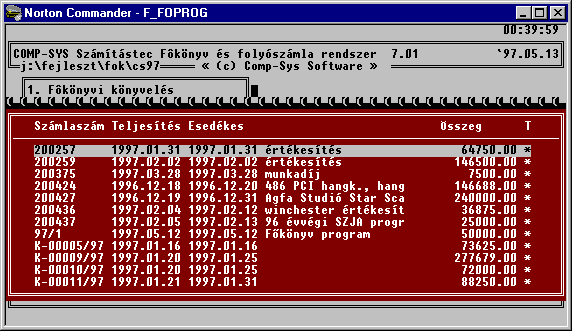 Norton Commander - F_FOPROG
00:39:59
COMP-SYS Számítástec Főkönyv és folyószámla rendszer 7.01 `97.05.13
j:\fejleszt\fok\cs97 « (c) Comp-Sys Software »
1. Főkönyvi könyvelés
Számlaszám Teljesítés Esedékes Összeg T
200257 1997.01.31 1997.01.31 értékesítés 64750.00 *
200259 1997.02.02 1997.02.02 értékesítés 146500.00 *
200375 1997.03.28 1997.03.28 munkadíj 7500.00 *
200424 1996.12.18 1996.12.20 486 PCI hangk., hang 146688.00 *
200427 1996.12.19 1996.12.31 Agfa Studió Star Sca 240000.00 *
200436 1997.02.04 1997.02.12 winchester értékesít 36875.00 *
200437 1997.02.05 1997.02.13 96 évvégi SZJA progr 25000.00 *
97/1 1997.05.12 1997.05.12 Főkönyv program 50000.00 *
K-00005/97 1997.01.16 1997.01.16 73625.00 *
K-00009/97 1997.01.20 1997.01.25 277679.00 *
K-00010/97 1997.01.20 1997.01.25 72000.00 *
K-00011/97 1997.01.21 1997.01.31 88250.00 *